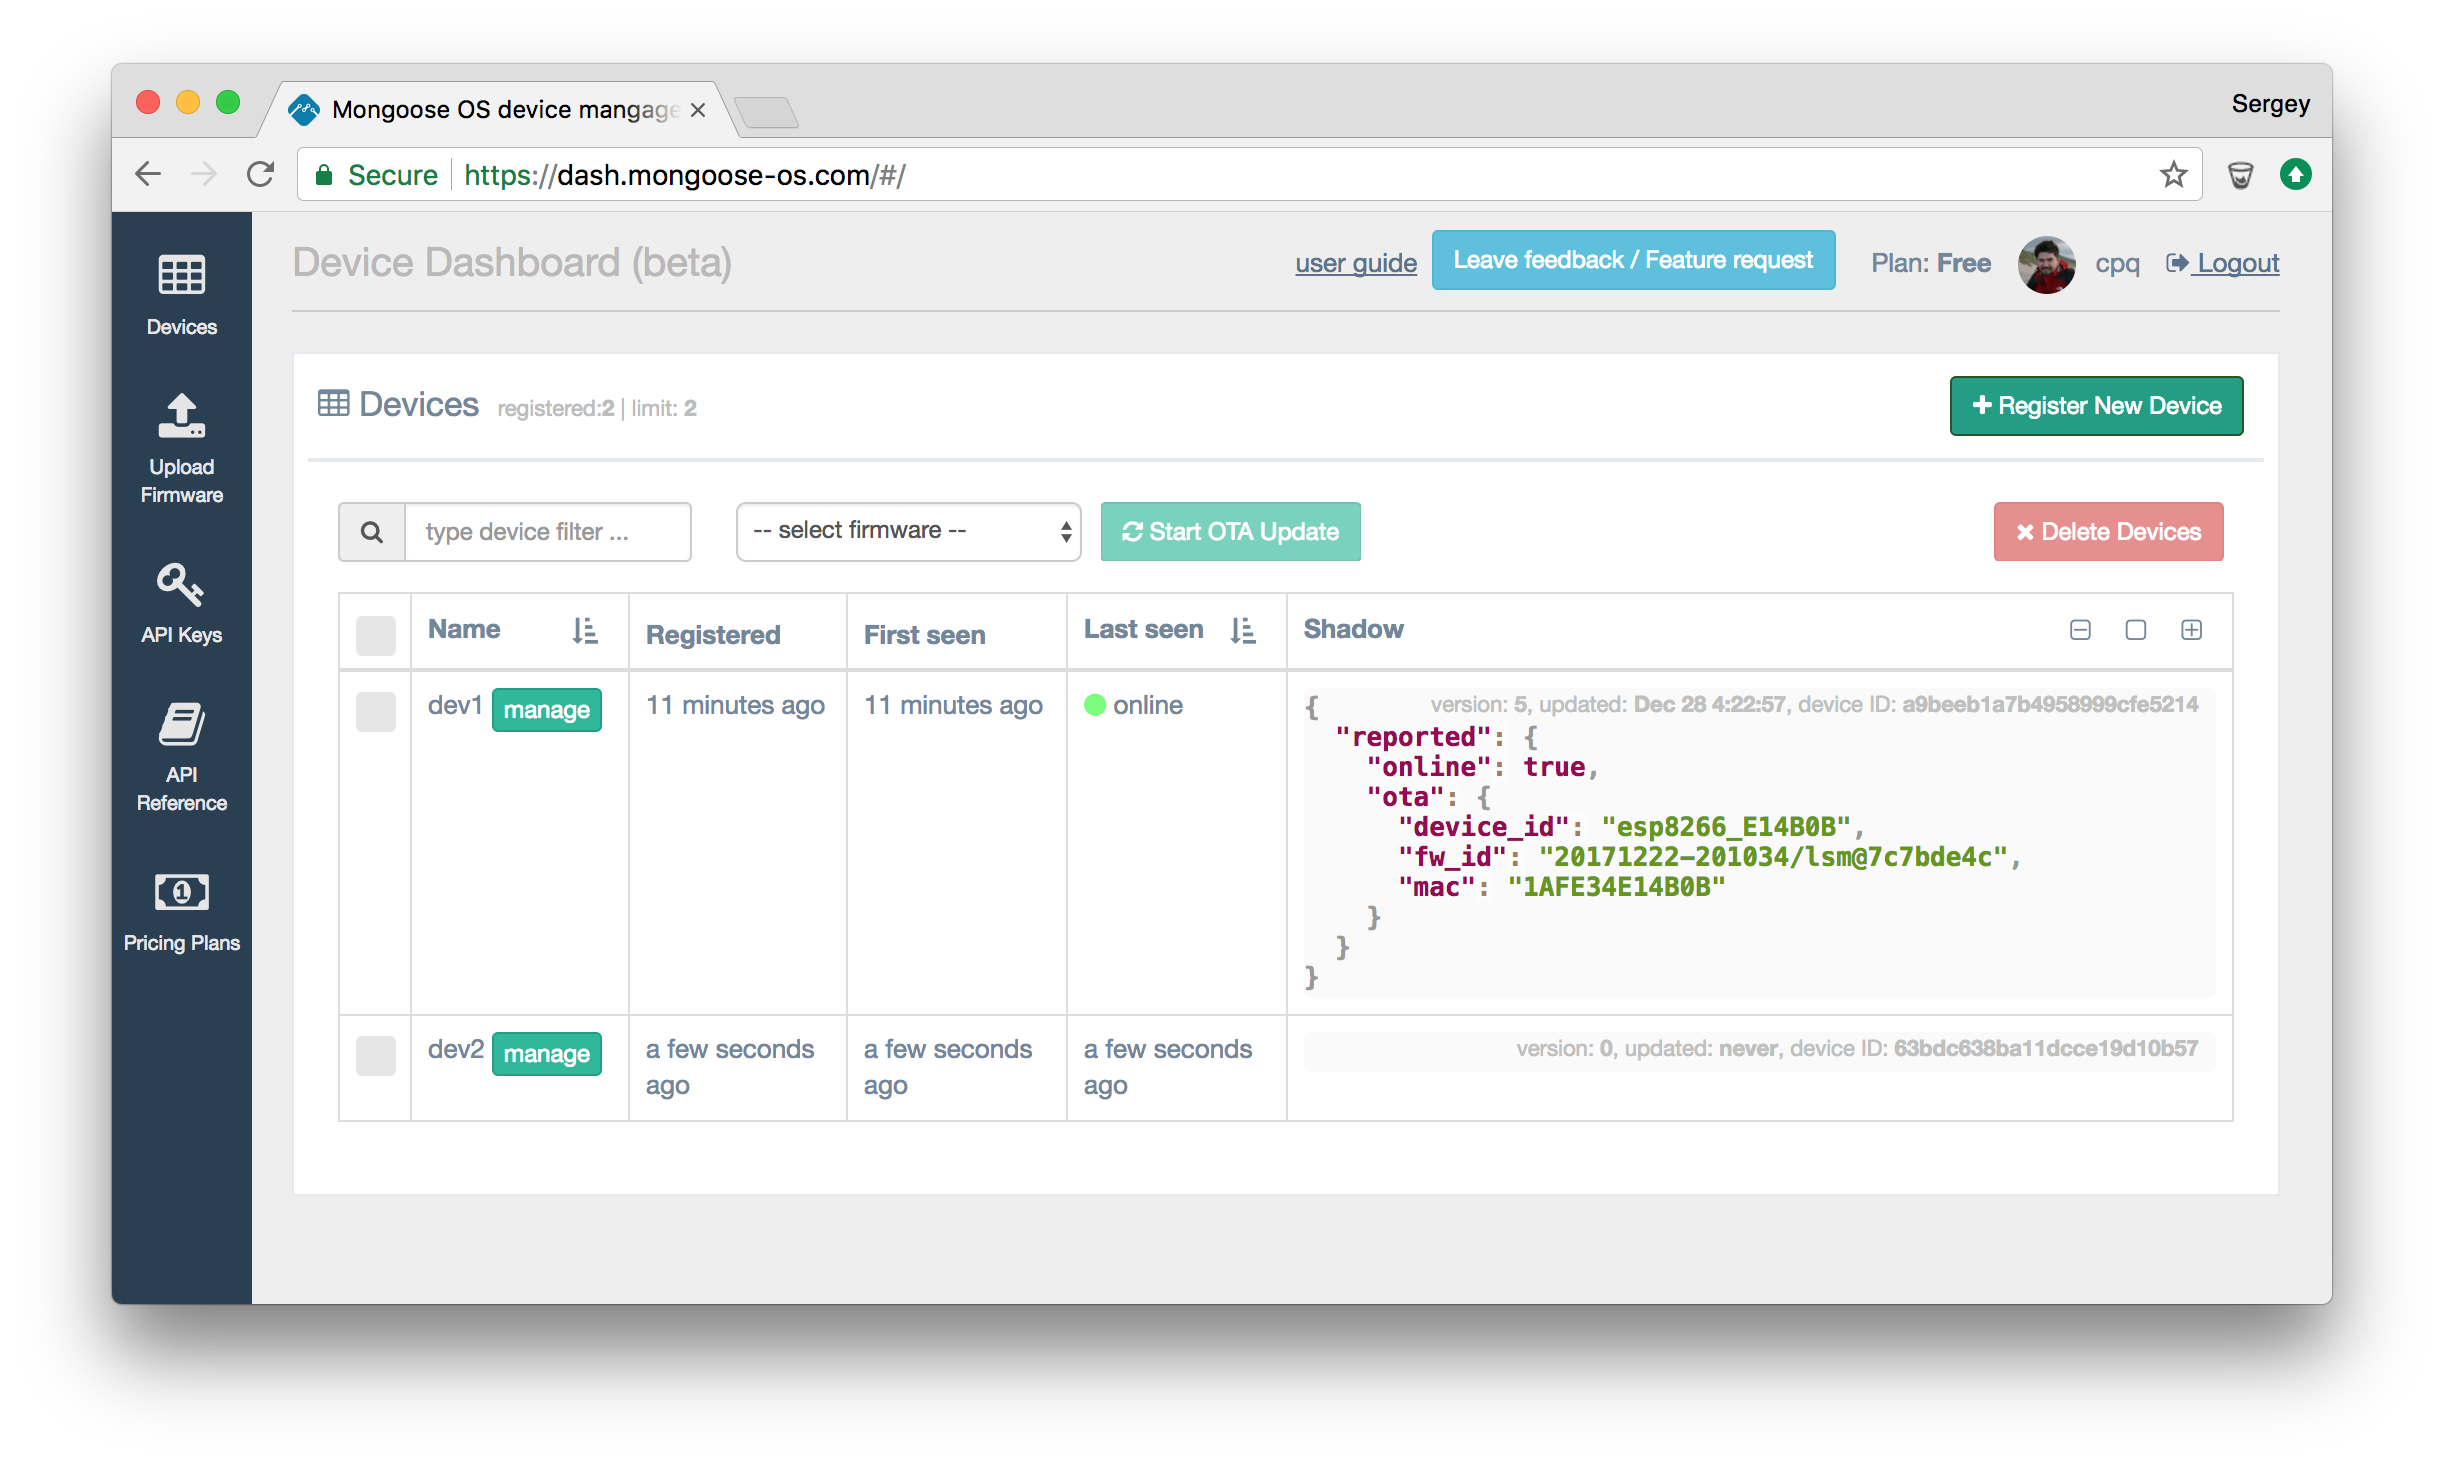 Mongoose OS device mangage
Sergey
Secure https://dash.mongoose-os.com/#/
Device Dashboard (beta)
user guide
Leave feedback / Feature request
Plan: Free
cpq
Logout
Devices
Upload
Firmware
API Keys
API
Reference
Pricing Plans
Devices registered:2 | limit: 2
Register New Device
type device filter ...
-- select firmware --
Start OTA Update
Delete Devices
Name Registered First seen Last seen Shadow
dev1 manage 11 minutes ago 11 minutes ago online
version: 5, updated: Dec 28 4:22:57, device ID: a9beeb1a7b4958999cfe5214
{
"reported": {
"online": true,
"ota": {
"device_id": "esp8266_E14B0B",
"fw_id": "20171222-201034/lsm@7c7bde4c",
"mac": "1AFE34E14B0B"
}
}
}
dev2 manage
a few seconds
ago
a few seconds
ago
a few seconds
ago
version: 0, updated: never, device ID: 63bdc638ba11dcce19d10b57